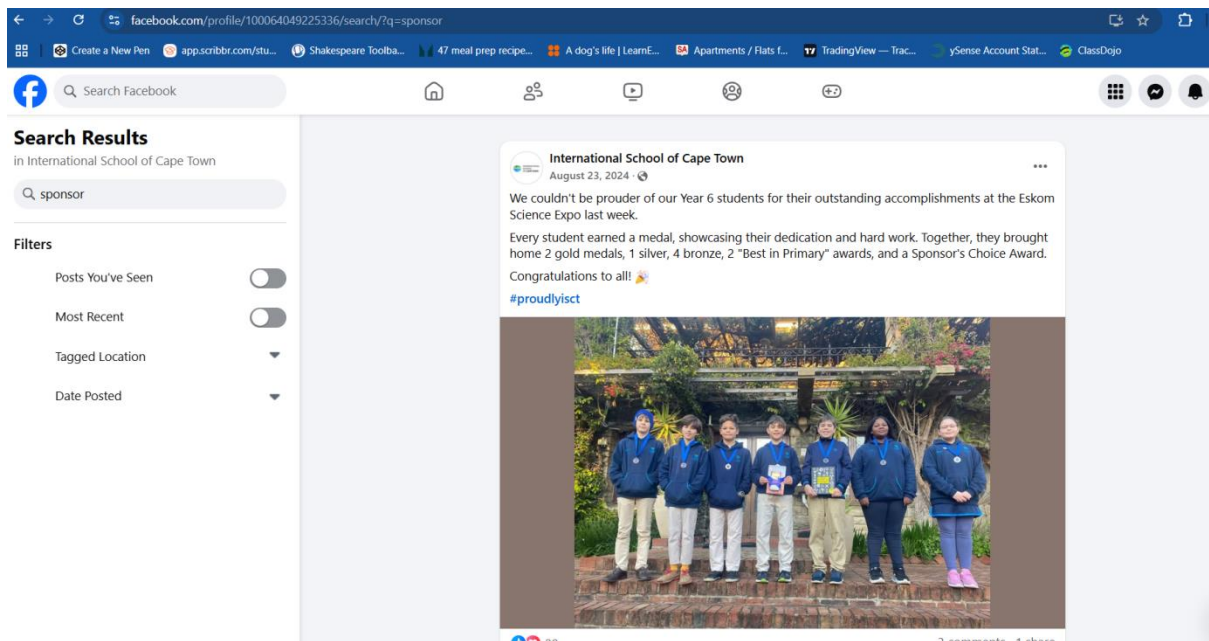 facebook.com/profile/100064049225336/search/?q=sponsor
Create a New Pen
app.scribbr.com/stu...
Shakespeare Toolba...
47 meal prep recipe...
A dog's life | LearnE...
Apartments / Flats f...
TradingView — Trac...
ySense Account Stat...
ClassDojo
Search Facebook
Search Results
in International School of Cape Town
sponsor
Filters
Posts You've Seen
Most Recent
Tagged Location
Date Posted
International School of Cape Town
August 23, 2024 ·
We couldn't be prouder of our Year 6 students for their outstanding accomplishments at the Eskom
Science Expo last week.
Every student earned a medal, showcasing their dedication and hard work. Together, they brought
home 2 gold medals, 1 silver, 4 bronze, 2 "Best in Primary" awards, and a Sponsor's Choice Award.
Congratulations to all! 🎉
#proudlyisct
comments 1 share